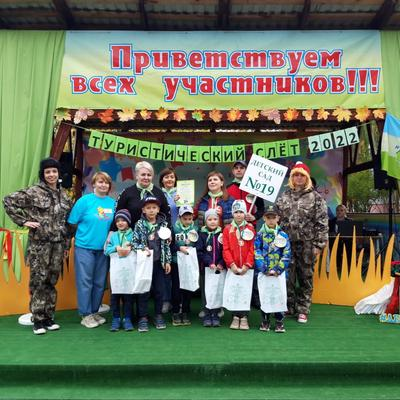 Приветствуем
всех участников!!!
ТУРИСТИЧЕСКИЙ СЛЁТ 2022
ДЕТСКИЙ
САД
№19